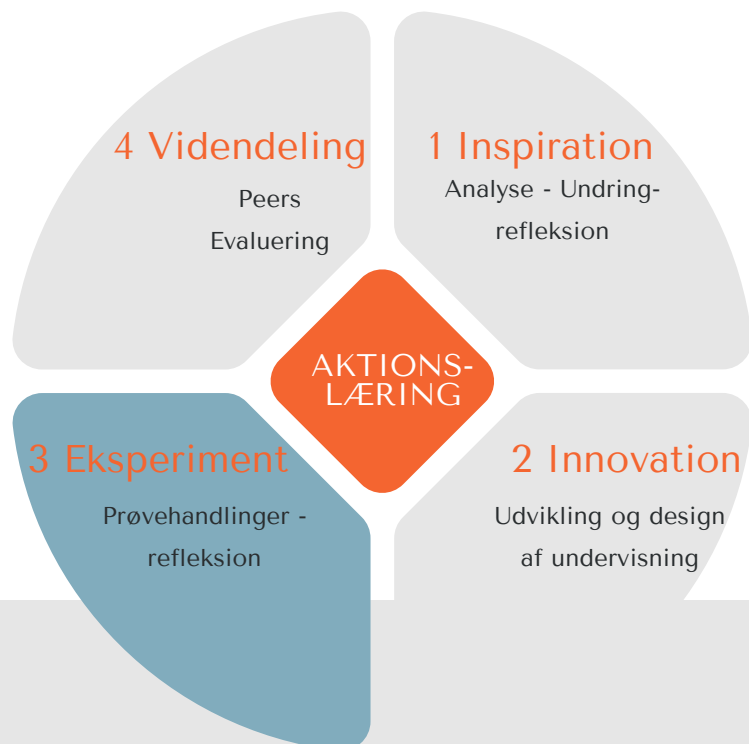 4 Videndeling
Peers
Evaluering
1 Inspiration
Analyse - Undring-
refleksion
AKTIONS-
LÆRING
3 Eksperiment
Prøvehandlinger -
refleksion
2 Innovation
Udvikling og design
af undervisning